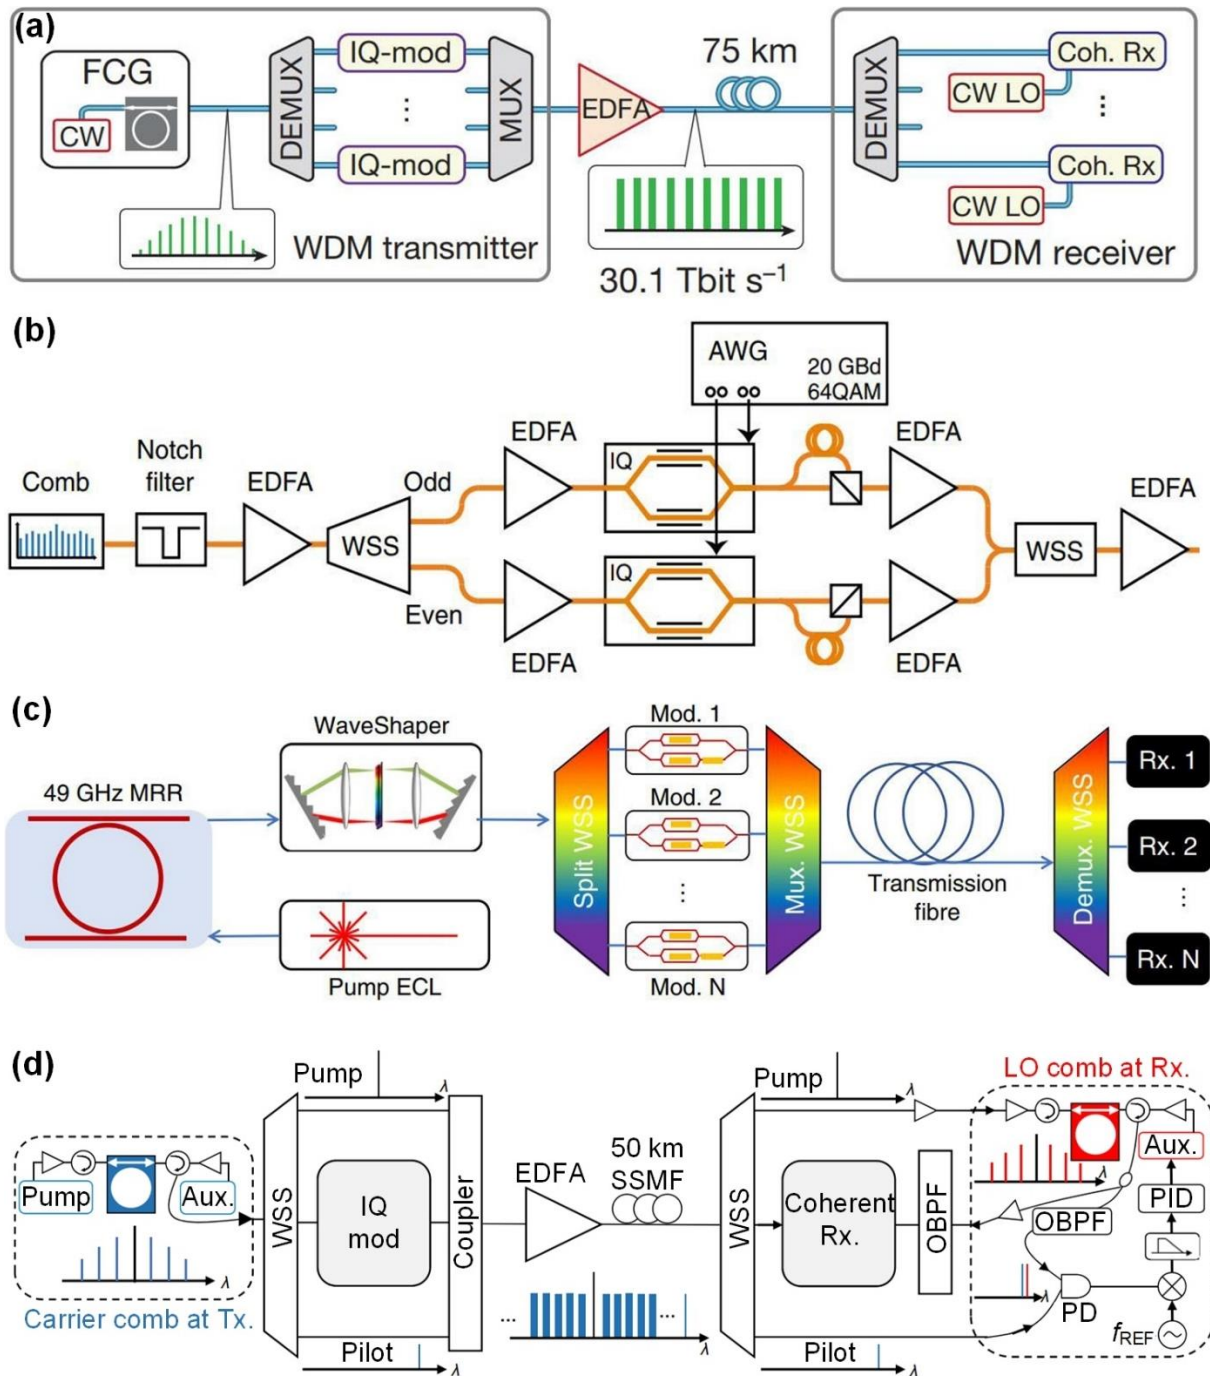 (a)
FCG
CW
DEMUX
IQ-mod
⋯
IQ-mod
MUX
WDM transmitter
EDFA
75 km
30.1 Tbit s⁻¹
DEMUX
Coh. Rx
CW LO
⋯
Coh. Rx
CW LO
WDM receiver
(b)
Comb
Notch
filter
EDFA
WSS
Odd
Even
EDFA
EDFA
AWG
20 GBd
64QAM
IQ
IQ
EDFA
EDFA
WSS
EDFA
(c)
49 GHz MRR
WaveShaper
Pump ECL
Split WSS
Mod. 1
Mod. 2
⋯
Mod. N
Mux. WSS
Transmission
fibre
Demux. WSS
Rx. 1
Rx. 2
⋯
Rx. N
(d)
Pump
Aux.
λ
Carrier comb at Tx.
WSS
Pump
λ
IQ
mod
Pilot
λ
Coupler
EDFA
50 km
SSMF
... ...
λ
WSS
Pump
λ
Coherent
Rx.
OBPF
Pilot
λ
LO comb at Rx.
Aux.
λ
PID
OBPF
λ
PD
fREF